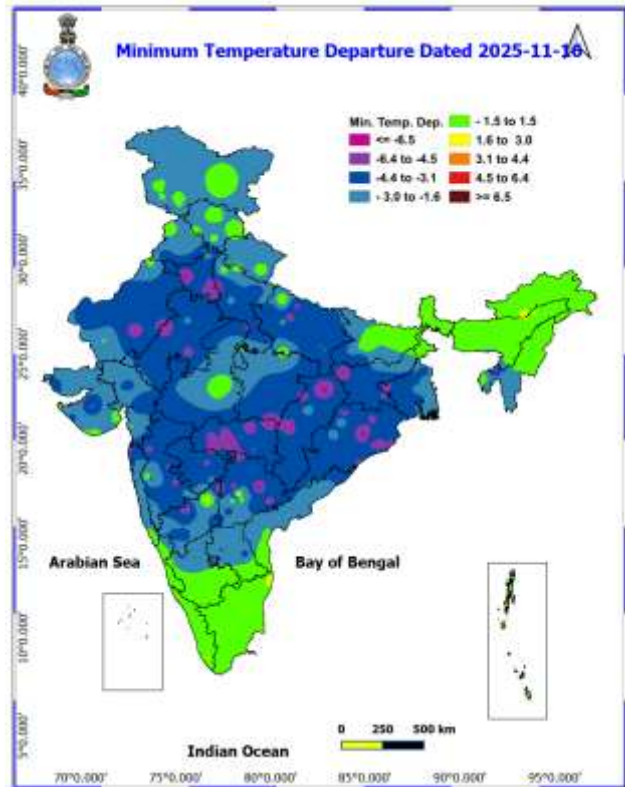 Minimum Temperature Departure Dated 2025-11-16
Min. Temp. Dep.
<= -6.5
-6.4 to -4.5
-4.4 to -3.1
- 3.0 to -1.6
- 1.5 to 1.5
1.6 to 3.0
3.1 to 4.4
4.5 to 6.4
>= 6.5
40°0.000'
35°0.000'
30°0.000'
25°0.000'
20°0.000'
15°0.000'
10°0.000'
5°0.000'
Arabian Sea
Bay of Bengal
Indian Ocean
0 250 500 km
70°0.000' 75°0.000' 80°0.000' 85°0.000' 90°0.000' 95°0.000'